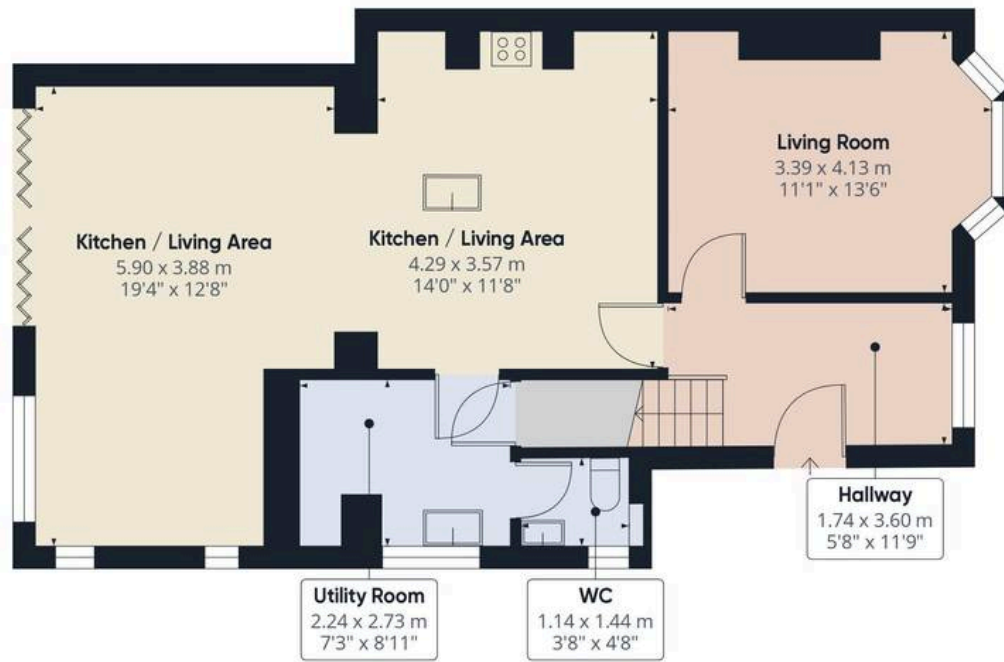 Living Room
3.39 x 4.13 m
11'1" x 13'6"
Kitchen / Living Area
5.90 x 3.88 m
19'4" x 12'8"
Kitchen / Living Area
4.29 x 3.57 m
14'0" x 11'8"
Hallway
1.74 x 3.60 m
5'8" x 11'9"
Utility Room
2.24 x 2.73 m
7'3" x 8'11"
WC
1.14 x 1.44 m
3'8" x 4'8"